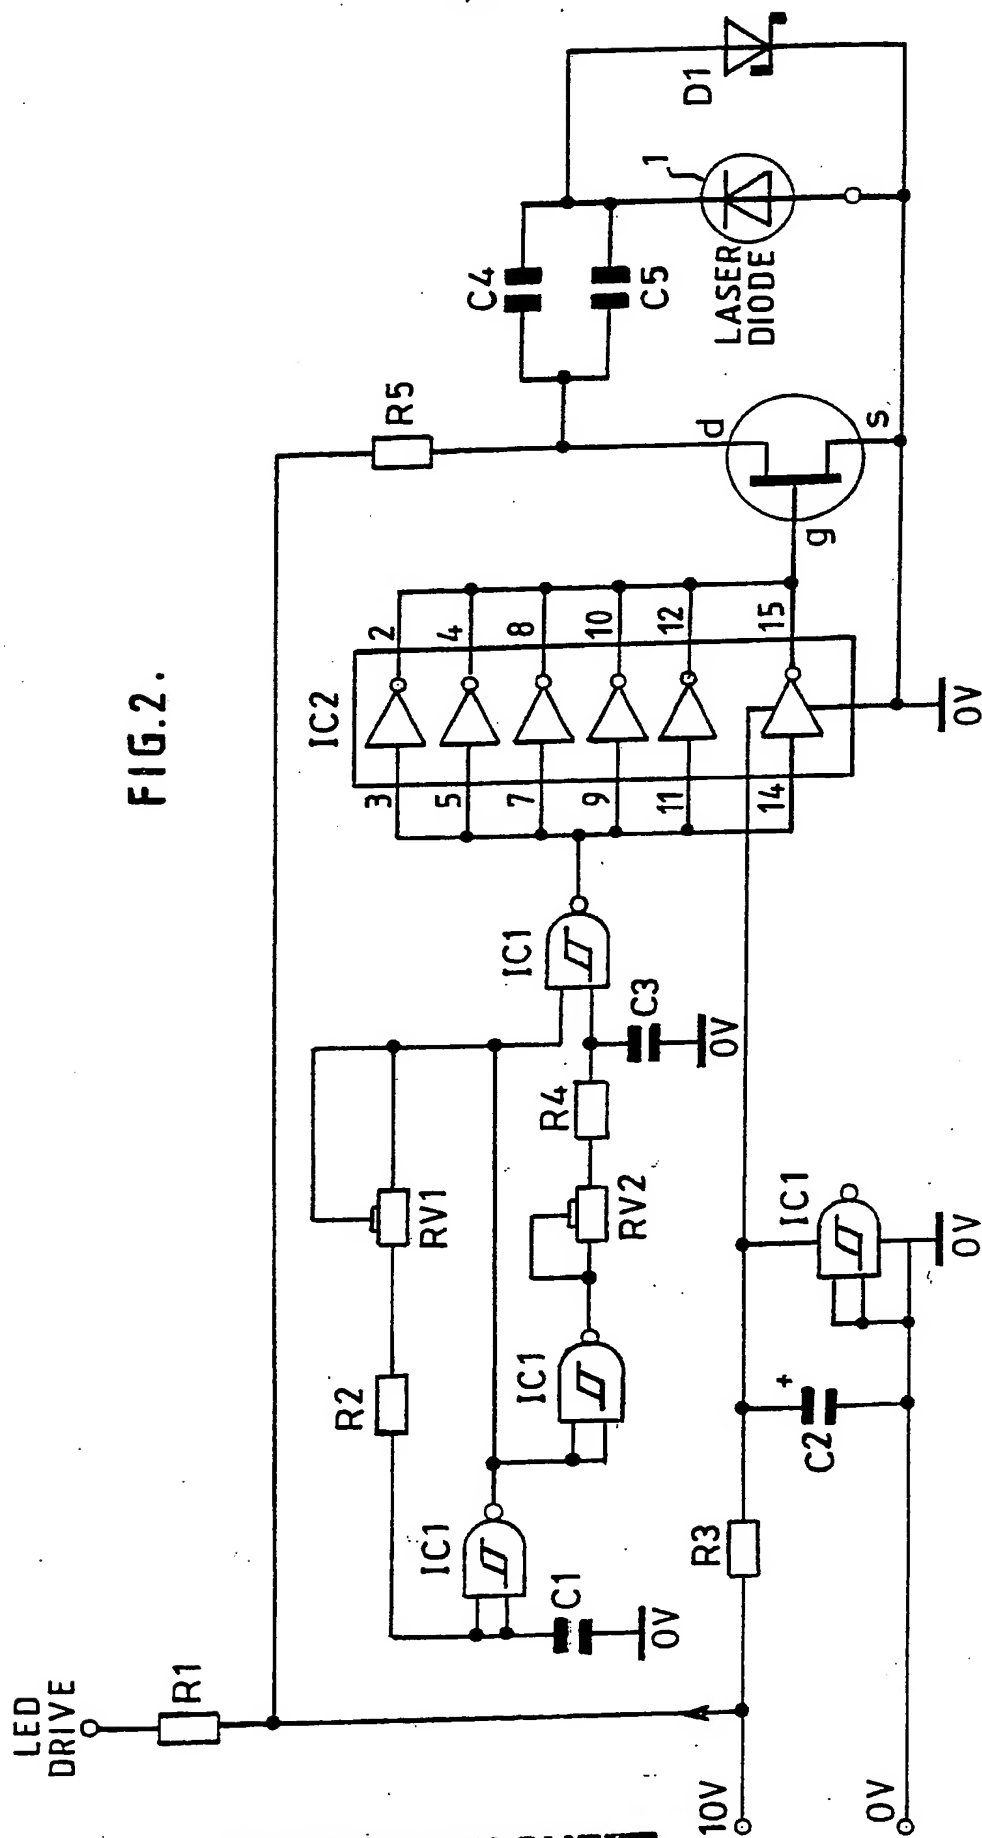 FIG.2.
LED
DRIVE
R1
R5
C4
C5
D1
1
LASER
DIODE
d
g
s
IC2
3
2
5
4
7
8
9
10
11
12
14
15
0V
IC1
R2
RV1
IC1
C1
0V
IC1
RV2
R4
C3
0V
10V
0V
R3
C2
+
IC1
0V